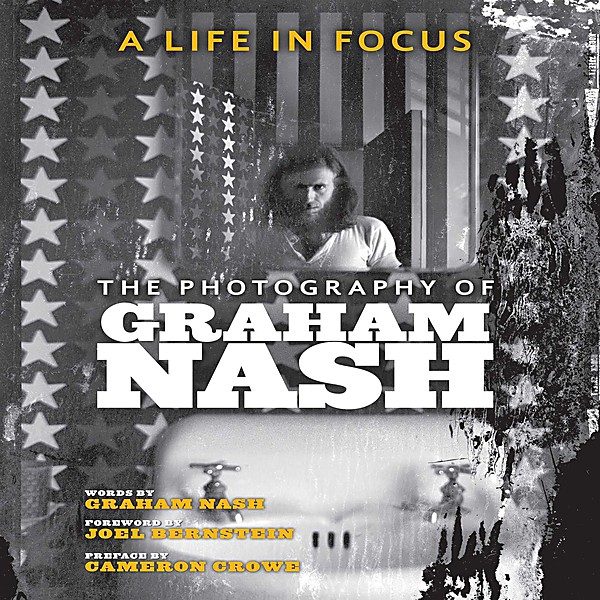 A LIFE IN FOCUS
THE PHOTOGRAPHY OF
GRAHAM
NASH
WORDS BY
GRAHAM NASH
FOREWORD BY
JOEL BERNSTEIN
PREFACE BY
CAMERON CROWE